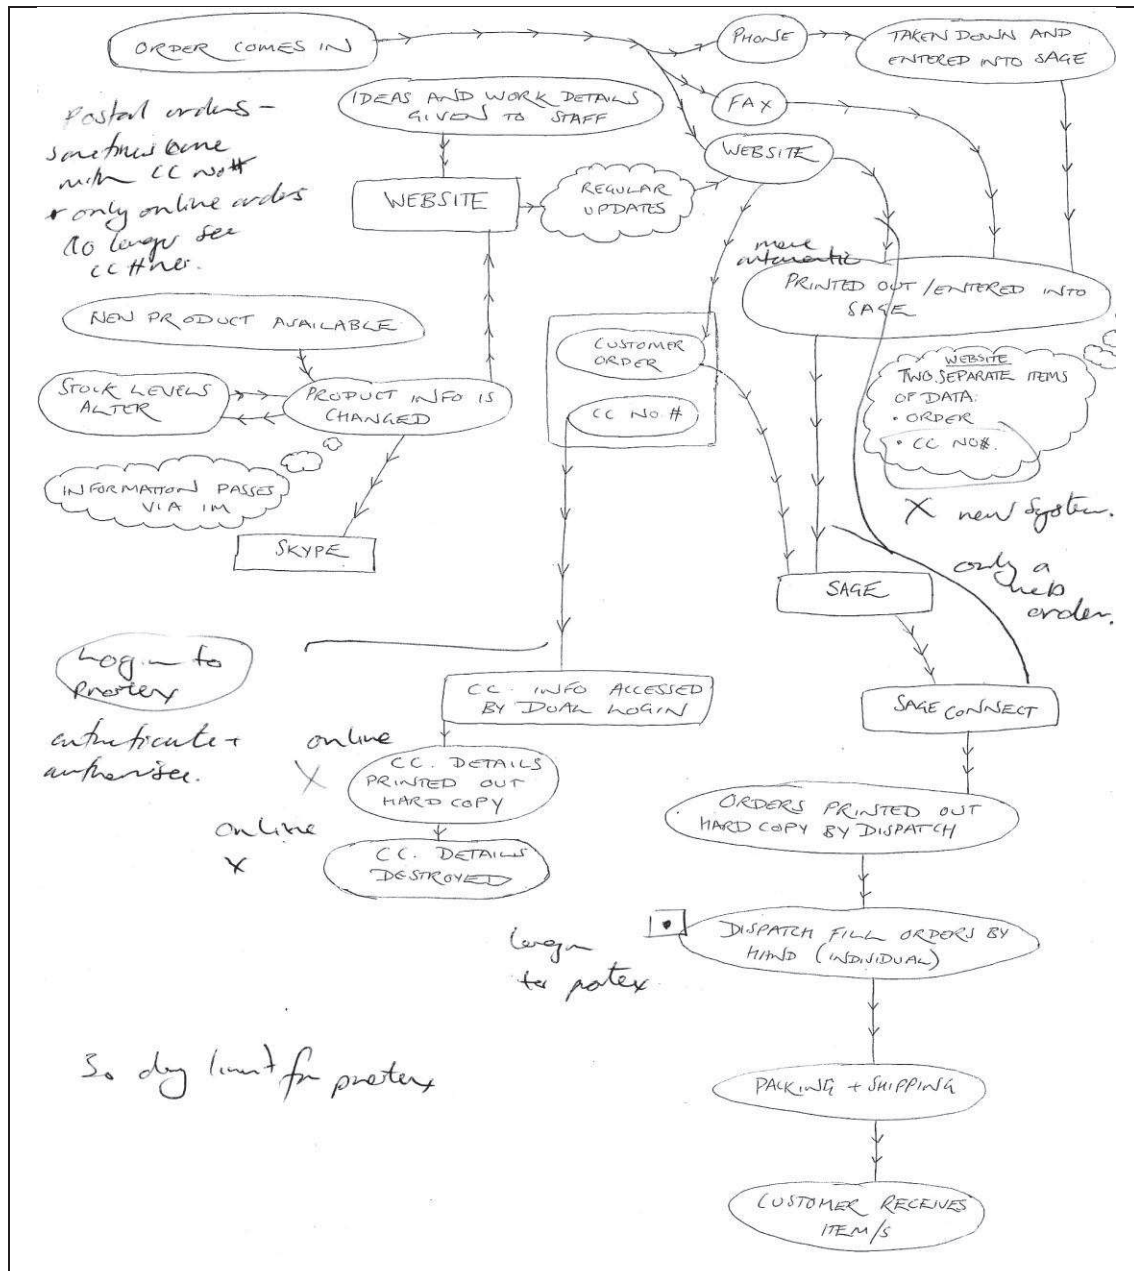 ORDER COMES IN
PHONE
TAKEN DOWN AND
ENTERED INTO SAGE
IDEAS AND WORK DETAILS
GIVEN TO STAFF
FAX
Postal orders -
sometimes come
with CC No#
+ only online orders
no longer see
CC #
WEBSITE
WEBSITE
REGULAR
UPDATES
more
automatic
PRINTED OUT / ENTERED INTO
SAGE
NEW PRODUCT AVAILABLE
CUSTOMER
ORDER
WEBSITE
TWO SEPARATE ITEMS
OF DATA:
• ORDER
• CC NO#.
STOCK LEVELS
ALTER
PRODUCT INFO IS
CHANGED
CC NO #
INFORMATION PASSES
VIA IM
X new system.
SKYPE
only a
web
order.
SAGE
Login to
protex
CC. INFO ACCESSED
BY DUAL LOGIN
SAGE CONNECT
authenticate +
authorise.
online
X
CC. DETAILS
PRINTED OUT
HARD COPY
ORDERS PRINTED OUT
HARD COPY BY DISPATCH
online
X
CC. DETAILS
DESTROYED
DISPATCH FILL ORDERS BY
HAND (INDIVIDUAL)
login
to protex
30 day limit for protex
PACKING + SHIPPING
CUSTOMER RECEIVES
ITEM/S